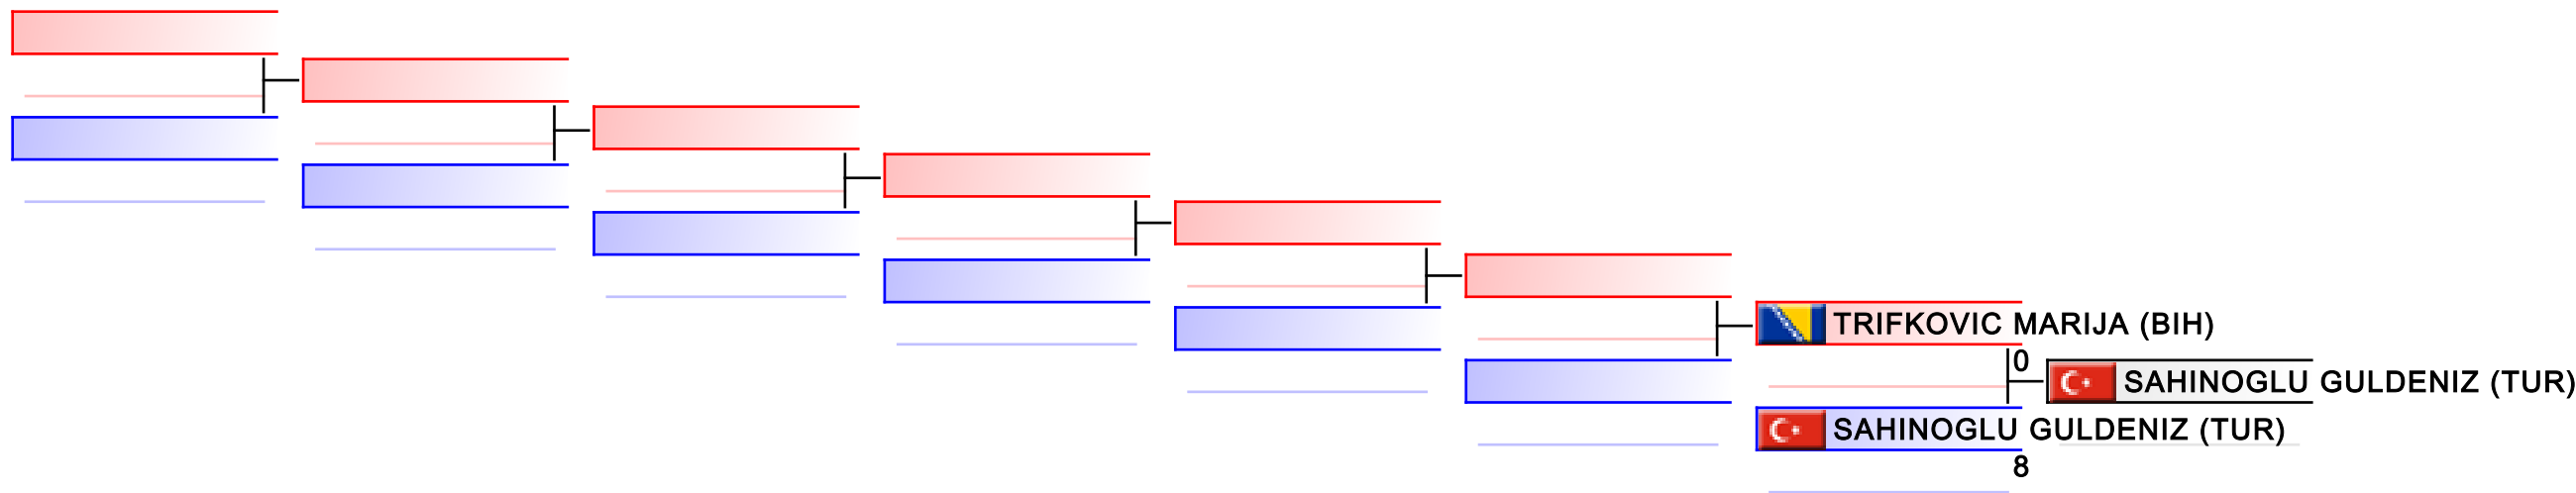 TRIFKOVIC MARIJA (BIH)
0
SAHINOGLU GULDENIZ (TUR)
SAHINOGLU GULDENIZ (TUR)
8